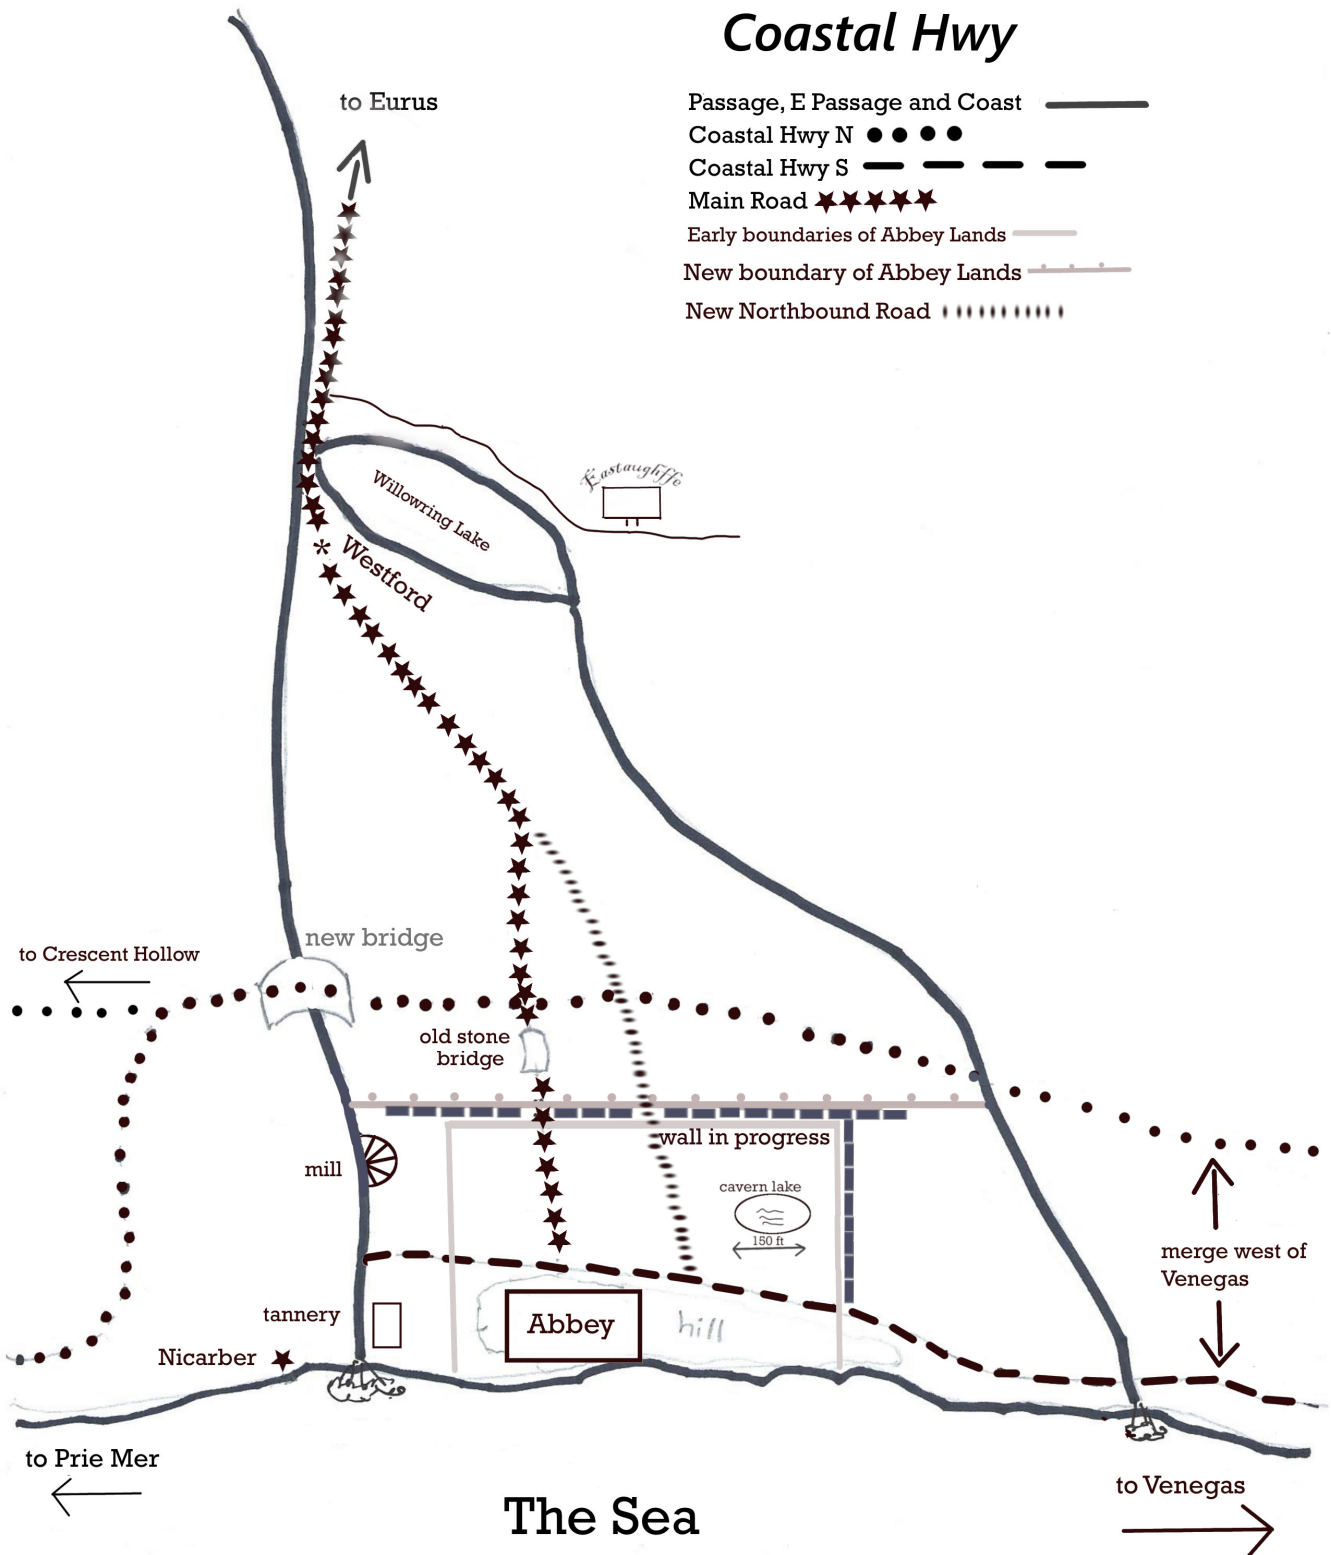 Coastal Hwy
Passage, E Passage and Coast
Coastal Hwy N
Coastal Hwy S
Main Road
Early boundaries of Abbey Lands
New boundary of Abbey Lands
New Northbound Road
to Eurus
Eastaughffe
Willowring Lake
* Westford
new bridge
to Crescent Hollow
old stone
bridge
wall in progress
mill
cavern lake
150 ft
merge west of
Venegas
tannery
Abbey
hill
Nicarber
to Prie Mer
to Venegas
The Sea